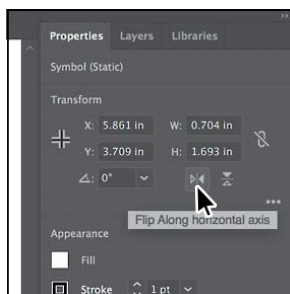 Properties Layers Libraries
Symbol (Static)
Transform
X: 5.861 in W: 0.704 in
Y: 3.709 in H: 1.693 in
0°
Flip Along horizontal axis
Appearance
Fill
Stroke 1 pt